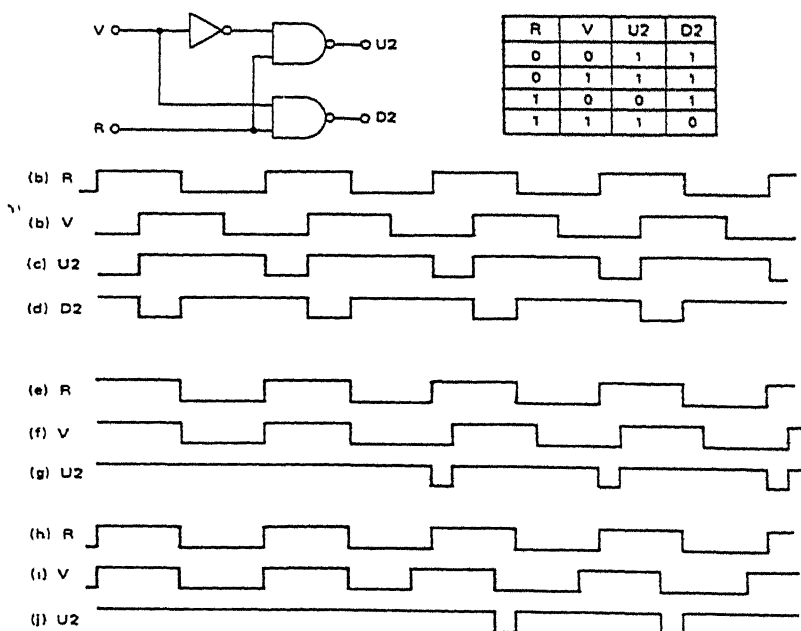 V
U2
R
D2
R V U2 D2
0 0 1 1
0 1 1 1
1 0 0 1
1 1 1 0
(b) R
(b) V
(c) U2
(d) D2
(e) R
(f) V
(g) U2
(h) R
(i) V
(j) U2